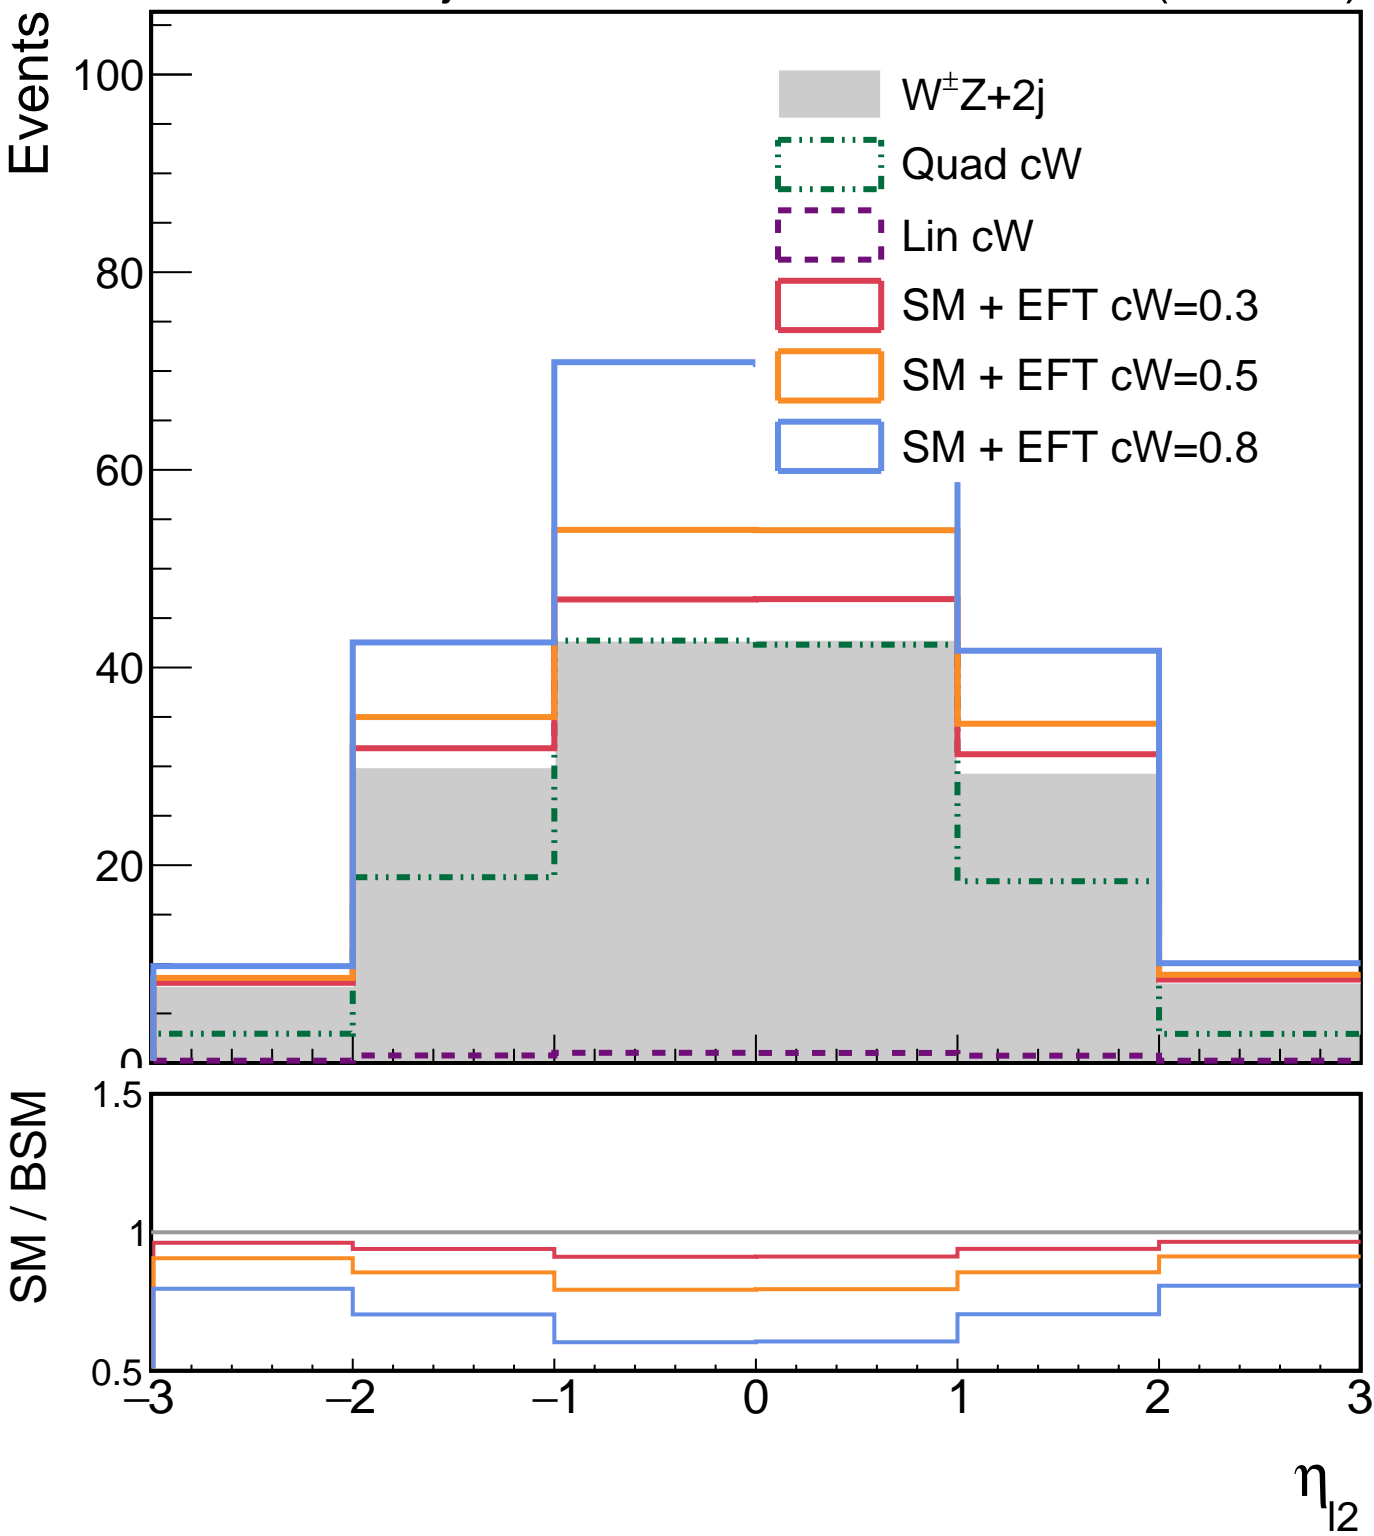 Events
100
80
60
40
20
0
W±Z+2j
Quad cW
Lin cW
SM + EFT cW=0.3
SM + EFT cW=0.5
SM + EFT cW=0.8
SM / BSM
1.5
1
0.5
−3 −2 −1 0 1 2 3
η_l2